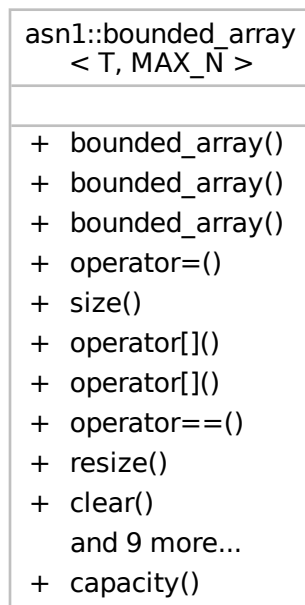 asn1::bounded_array
< T, MAX_N >
+ bounded_array()
+ bounded_array()
+ bounded_array()
+ operator=()
+ size()
+ operator[]()
+ operator[]()
+ operator==()
+ resize()
+ clear()
and 9 more...
+ capacity()